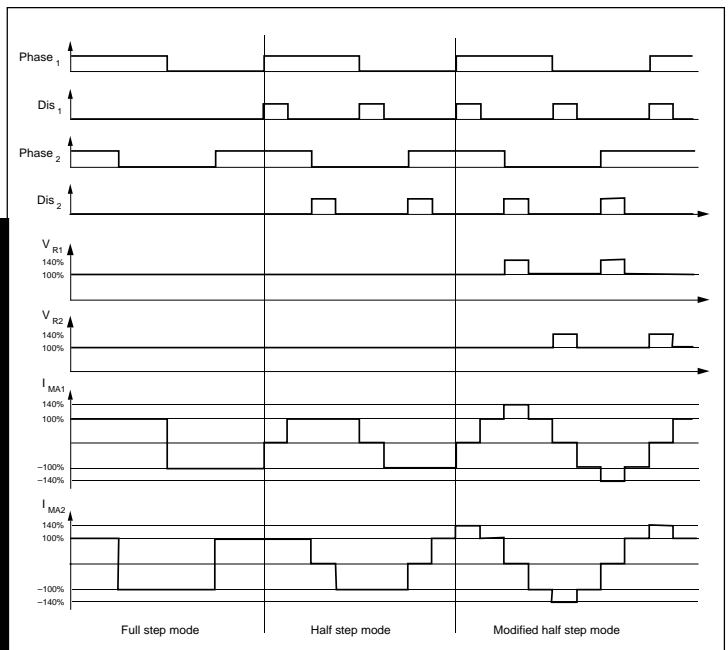 Phase 1
Dis 1
Phase 2
Dis 2
V R1
140%
100%
V R2
140%
100%
I MA1
140%
100%
–100%
–140%
I MA2
140%
100%
–100%
–140%
Full step mode Half step mode Modified half step mode